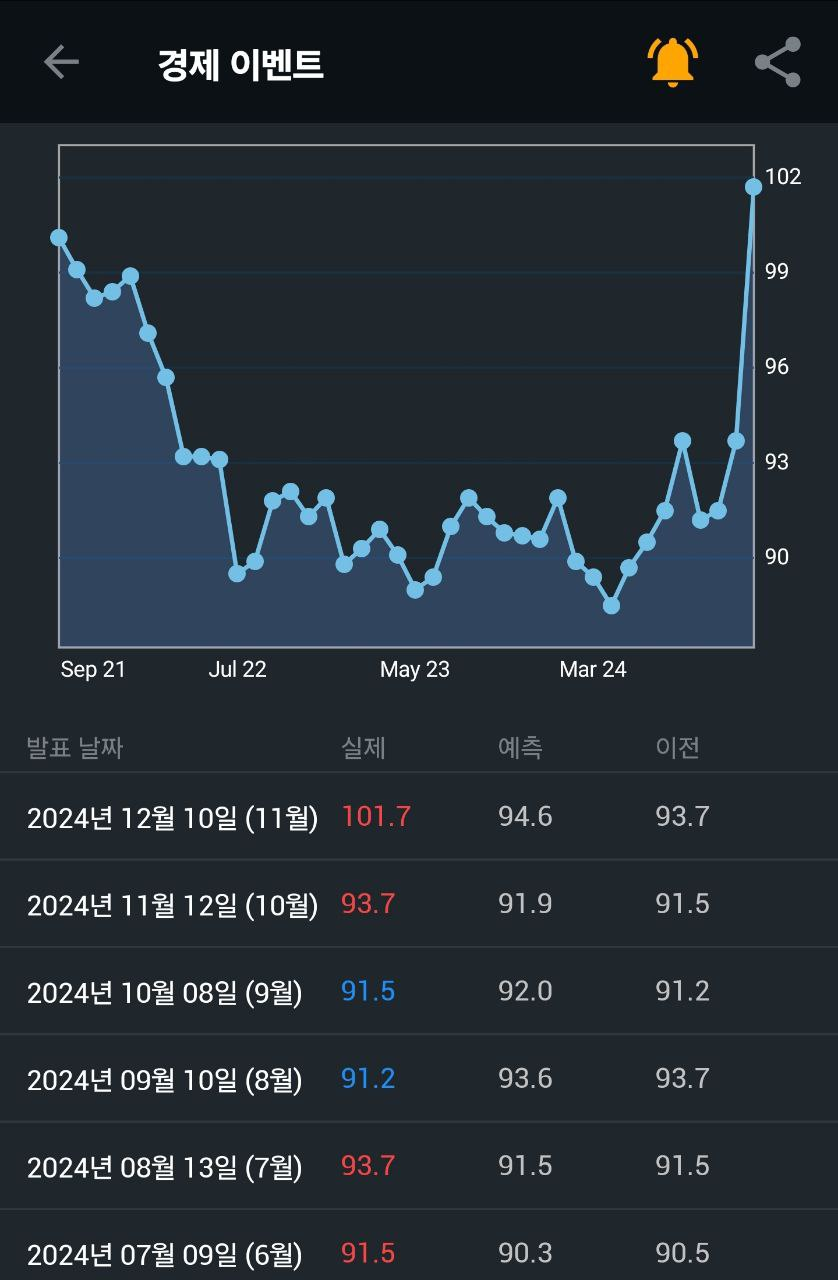 경제 이벤트
102
99
96
93
90
Sep 21 Jul 22 May 23 Mar 24
발표 날짜 실제 예측 이전
2024년 12월 10일 (11월) 101.7 94.6 93.7
2024년 11월 12일 (10월) 93.7 91.9 91.5
2024년 10월 08일 (9월) 91.5 92.0 91.2
2024년 09월 10일 (8월) 91.2 93.6 93.7
2024년 08월 13일 (7월) 93.7 91.5 91.5
2024년 07월 09일 (6월) 91.5 90.3 90.5